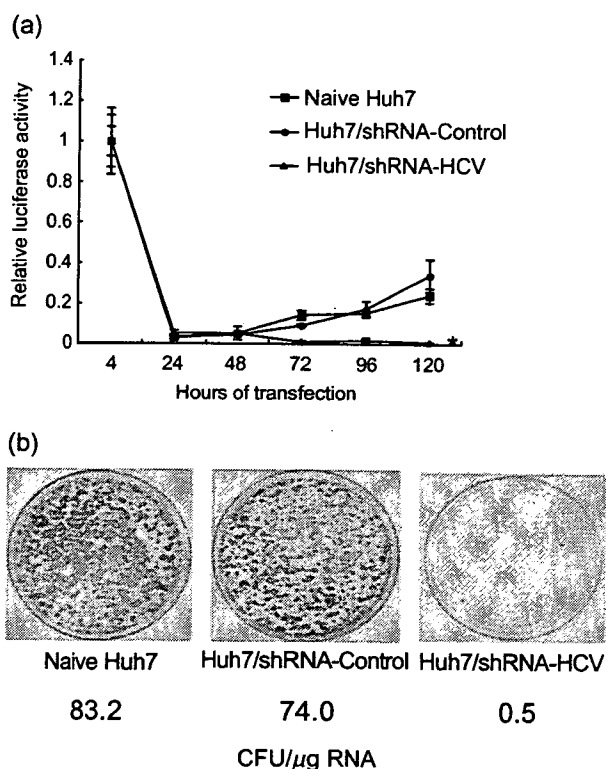 (a)
Relative luciferase activity
1.4
1.2
1
0.8
0.6
0.4
0.2
0
Naive Huh7
Huh7/shRNA-Control
Huh7/shRNA-HCV
*
4 24 48 72 96 120
Hours of transfection
(b)
Naive Huh7 Huh7/shRNA-Control Huh7/shRNA-HCV
83.2 74.0 0.5
CFU/μg RNA